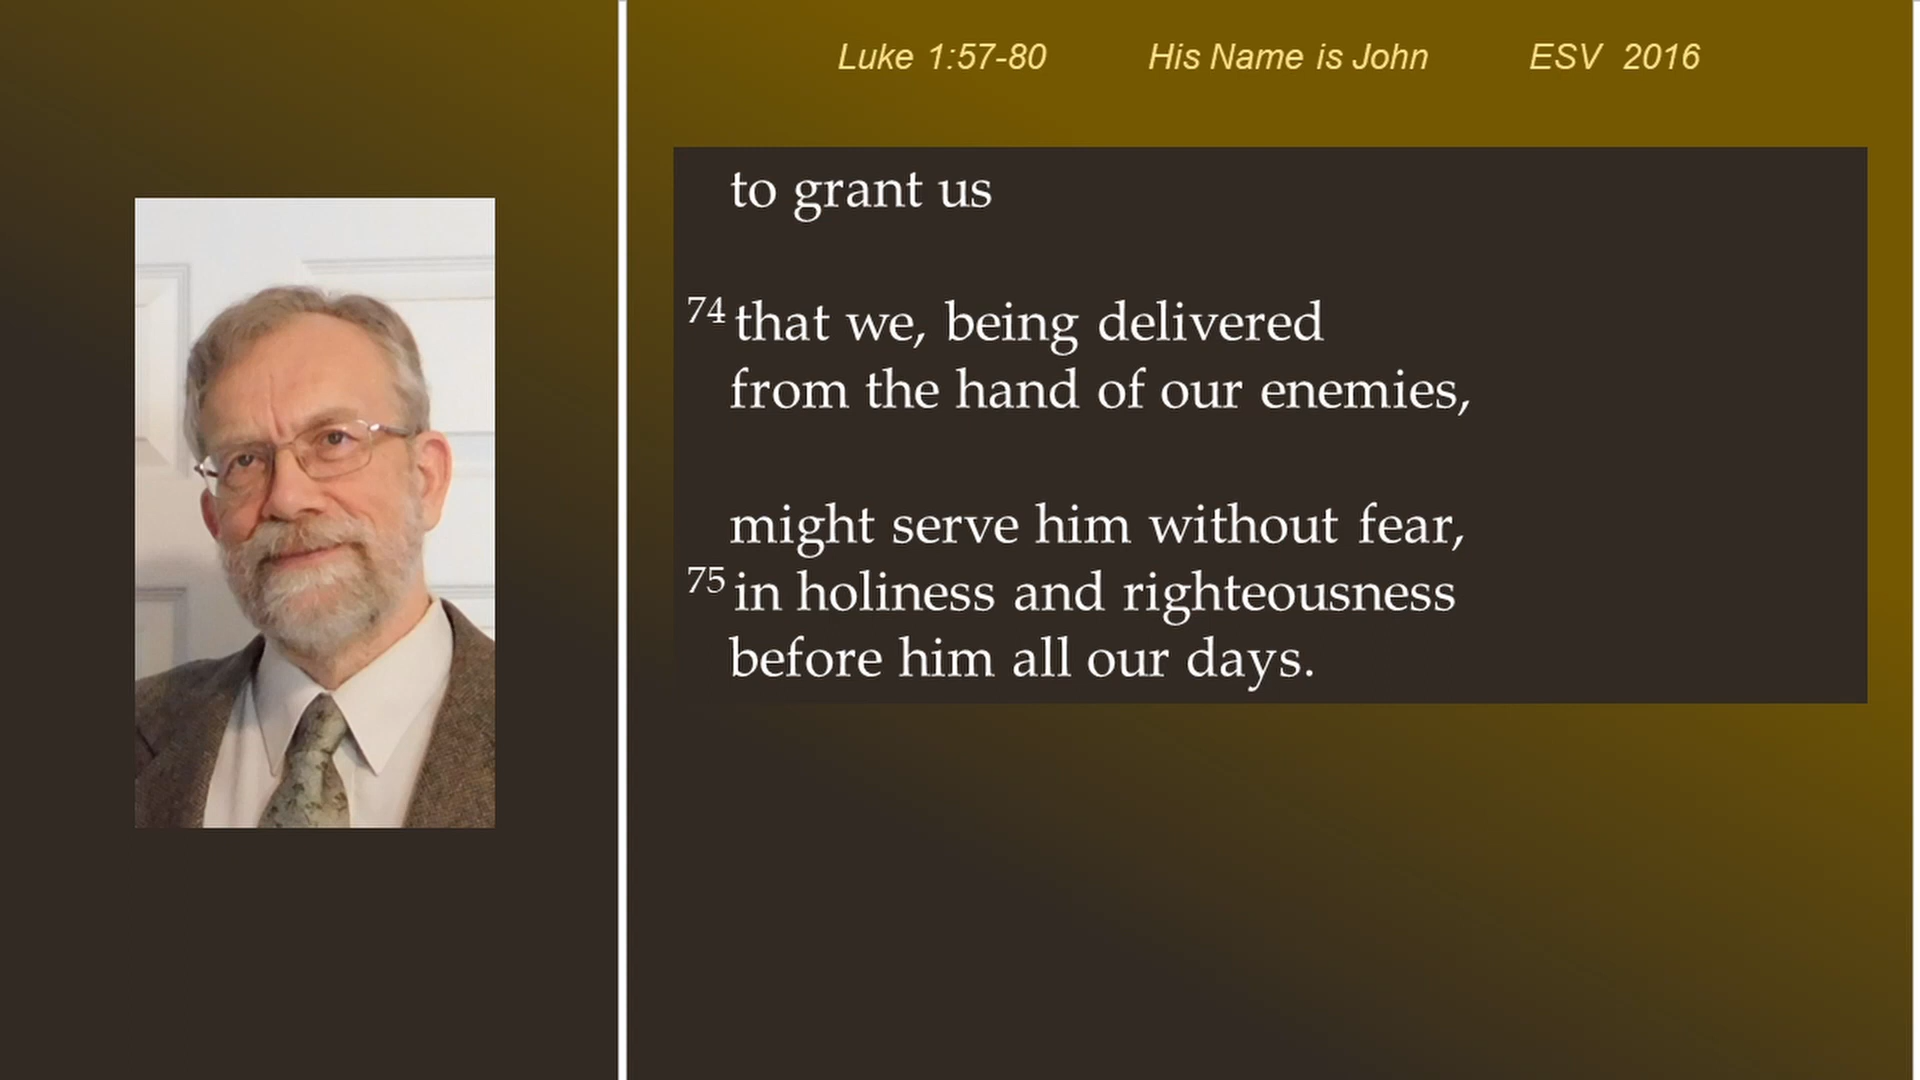 Luke 1:57-80 His Name is John ESV 2016
to grant us
74 that we, being delivered
from the hand of our enemies,
might serve him without fear,
75 in holiness and righteousness
before him all our days.